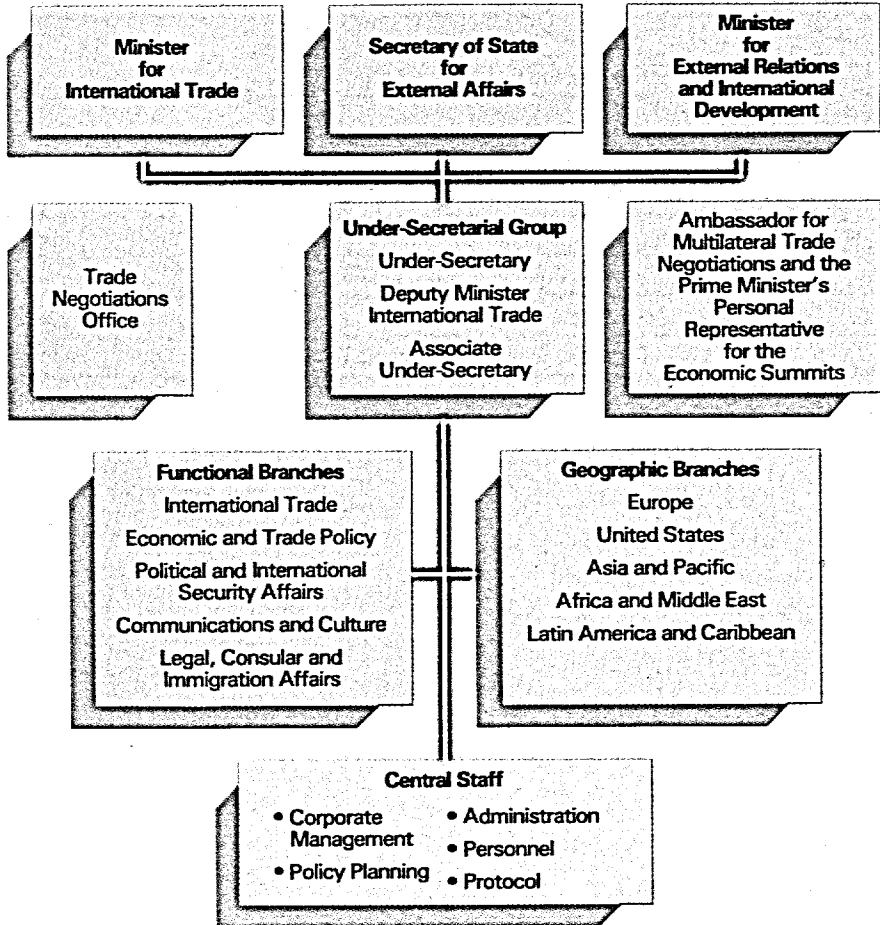 Minister
for
International Trade
Secretary of State
for
External Affairs
Minister
for
External Relations
and International
Development
Trade
Negotiations
Office
Under-Secretarial Group
Under-Secretary
Deputy Minister
International Trade
Associate
Under-Secretary
Ambassador for
Multilateral Trade
Negotiations and the
Prime Minister's
Personal
Representative
for the
Economic Summits
Functional Branches
International Trade
Economic and Trade Policy
Political and International
Security Affairs
Communications and Culture
Legal, Consular and
Immigration Affairs
Geographic Branches
Europe
United States
Asia and Pacific
Africa and Middle East
Latin America and Caribbean
Central Staff
• Corporate
Management
• Policy Planning
• Administration
• Personnel
• Protocol